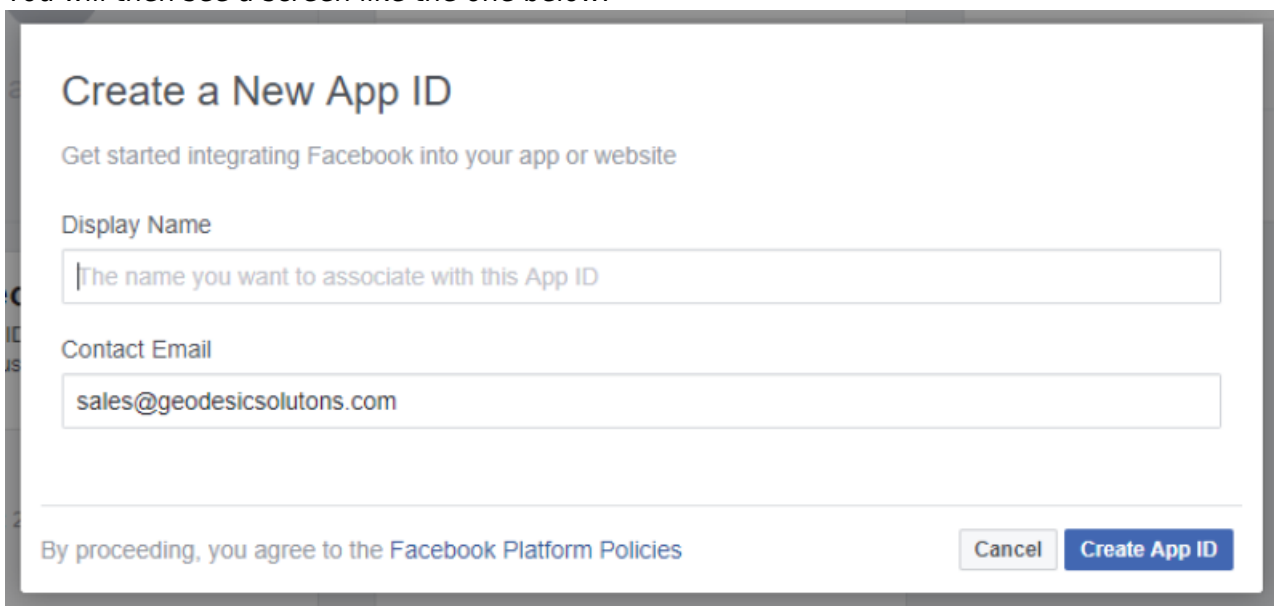 Create a New App ID
Get started integrating Facebook into your app or website
Display Name
The name you want to associate with this App ID
Contact Email
sales@geodesicsolutons.com
By proceeding, you agree to the Facebook Platform Policies
Cancel
Create App ID